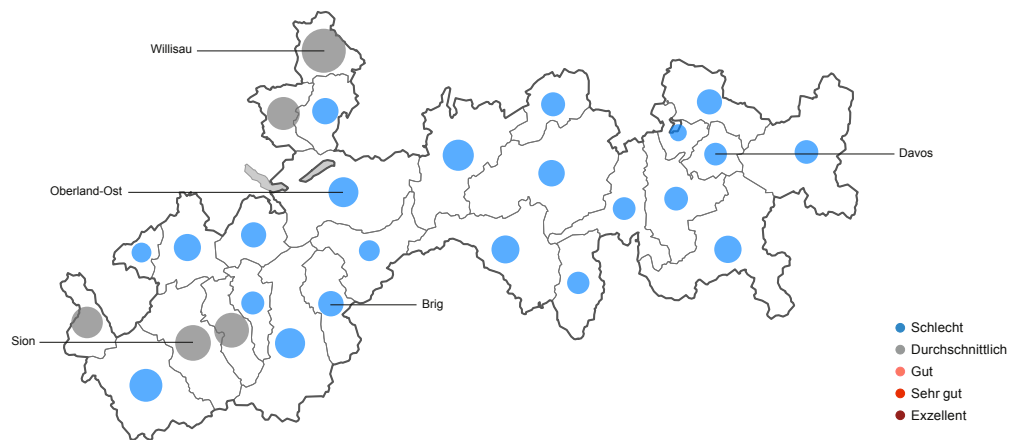 Willisau
Davos
Oberland-Ost
Brig
Sion
Schlecht
Durchschnittlich
Gut
Sehr gut
Exzellent